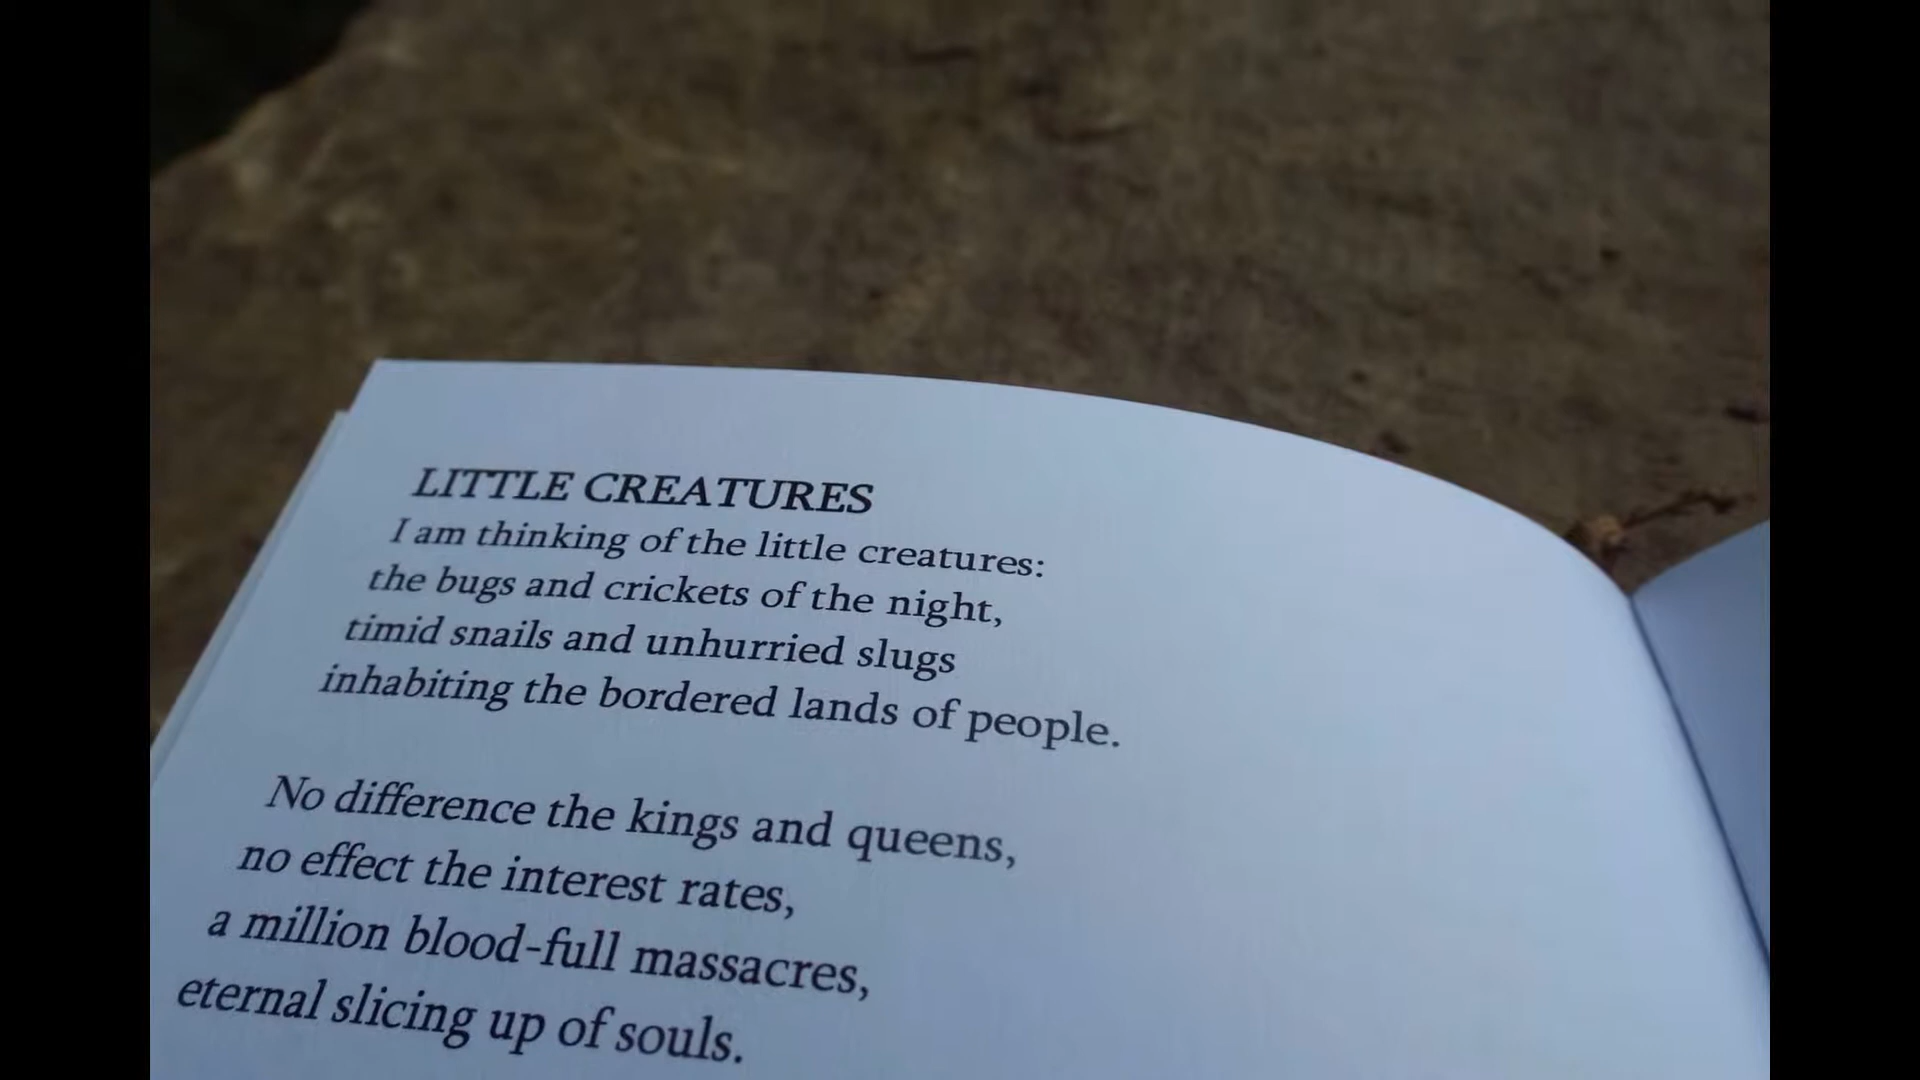 LITTLE CREATURES
I am thinking of the little creatures:
the bugs and crickets of the night,
timid snails and unhurried slugs
inhabiting the bordered lands of people.
No difference the kings and queens,
no effect the interest rates,
a million blood-full massacres,
eternal slicing up of souls.